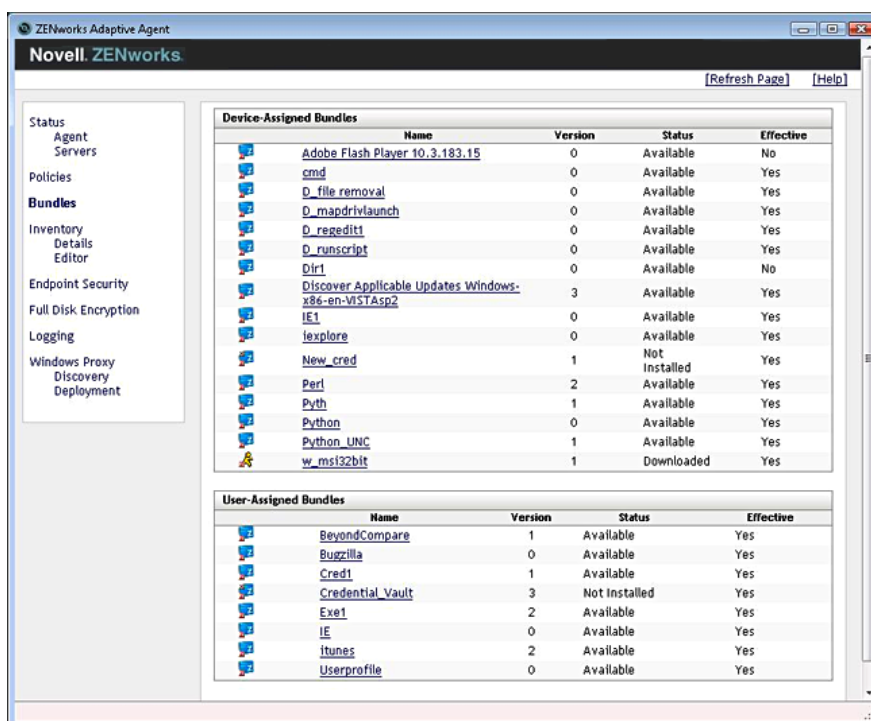 ZENworks Adaptive Agent
Novell. ZENworks.
[Refresh Page] [Help]
Status
Agent
Servers
Policies
Bundles
Inventory
Details
Editor
Endpoint Security
Full Disk Encryption
Logging
Windows Proxy
Discovery
Deployment
Device-Assigned Bundles
Name Version Status Effective
Adobe Flash Player 10.3.183.15 0 Available No
cmd 0 Available Yes
D_file removal 0 Available Yes
D_mapdrivlaunch 0 Available Yes
D_regedit1 0 Available Yes
D_runscript 0 Available Yes
Dir1 0 Available No
Discover Applicable Updates Windows-
x86-en-VISTAsp2 3 Available Yes
IE1 0 Available Yes
iexplore 0 Available Yes
New_cred 1 Not
Installed Yes
Perl 2 Available Yes
Pyth 1 Available Yes
Python 0 Available Yes
Python_UNC 1 Available Yes
w_msi32bit 1 Downloaded Yes
User-Assigned Bundles
Name Version Status Effective
BeyondCompare 1 Available Yes
Bugzilla 0 Available Yes
Cred1 1 Available Yes
Credential_Vault 3 Not Installed Yes
Exe1 2 Available Yes
IE 0 Available Yes
itunes 2 Available Yes
Userprofile 0 Available Yes